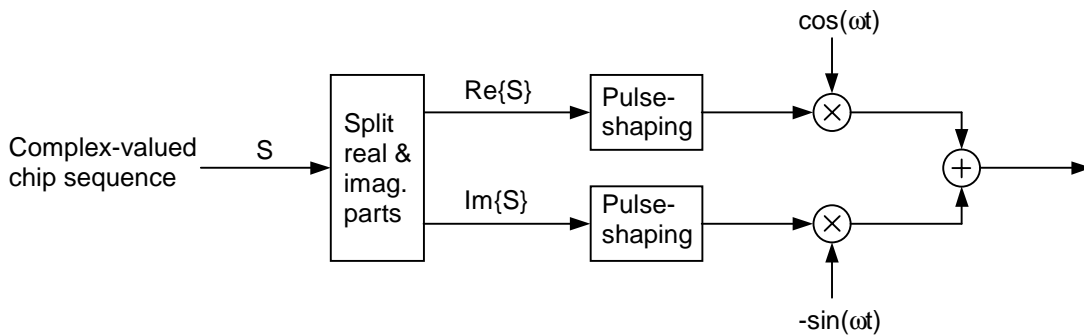 cos(ωt)
Complex-valued
chip sequence
S
Split
real &
imag.
parts
Re{S}
Pulse-
shaping
×
+
Im{S}
Pulse-
shaping
×
-sin(ωt)